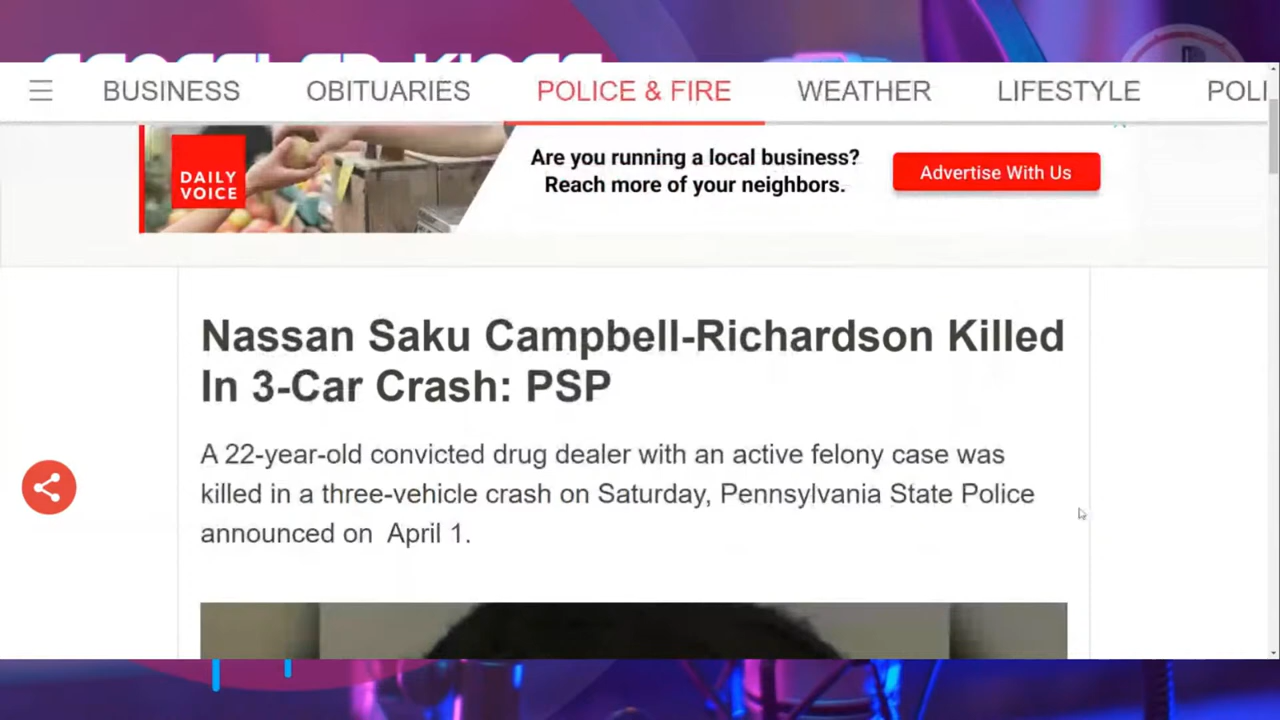 BUSINESS OBITUARIES POLICE & FIRE WEATHER LIFESTYLE POLI
DAILY
VOICE
Are you running a local business?
Reach more of your neighbors.
Advertise With Us
Nassan Saku Campbell-Richardson Killed
In 3-Car Crash: PSP
A 22-year-old convicted drug dealer with an active felony case was
killed in a three-vehicle crash on Saturday, Pennsylvania State Police
announced on April 1.